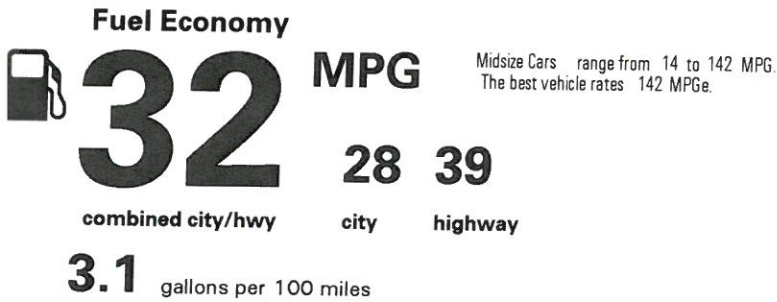 Fuel Economy
32 MPG
Midsize Cars range from 14 to 142 MPG.
The best vehicle rates 142 MPGe.
28 39
combined city/hwy city highway
3.1 gallons per 100 miles